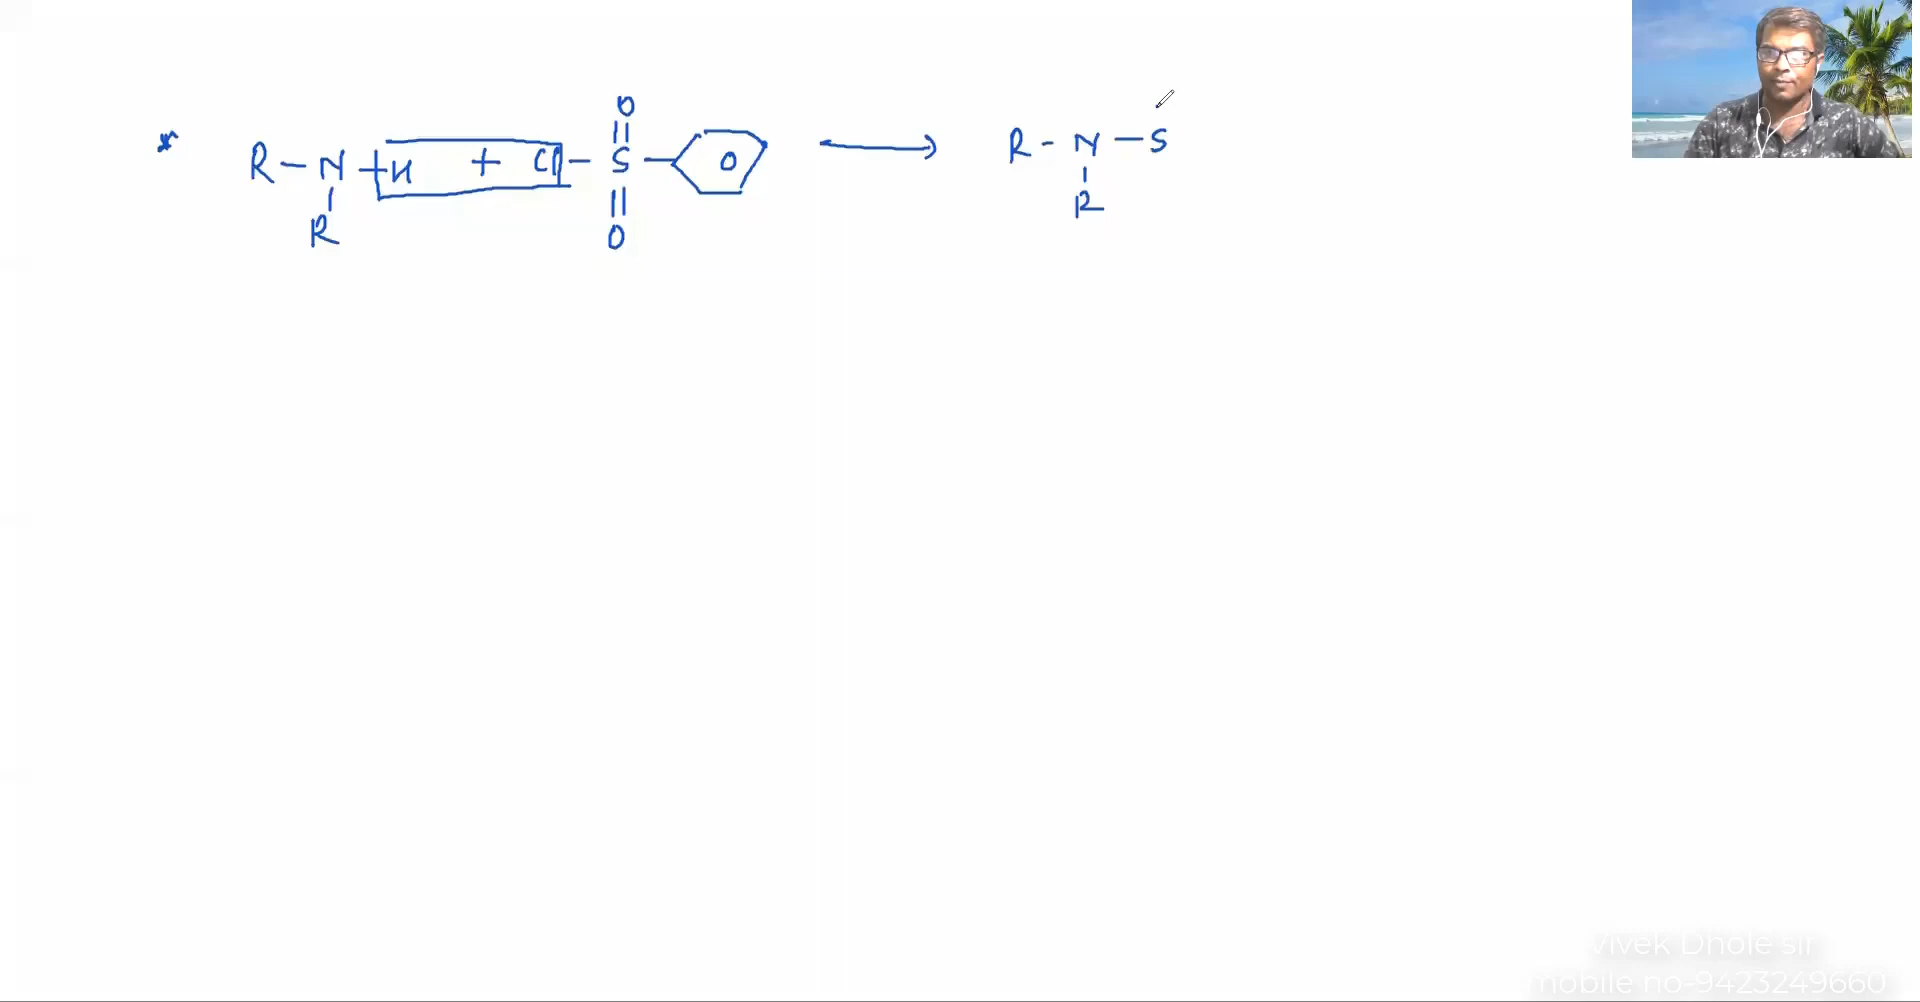 O
* R - N + H + Cl - S - O → R - N - S
R O R
Vivek Dhole sir
mobile no-9423249660